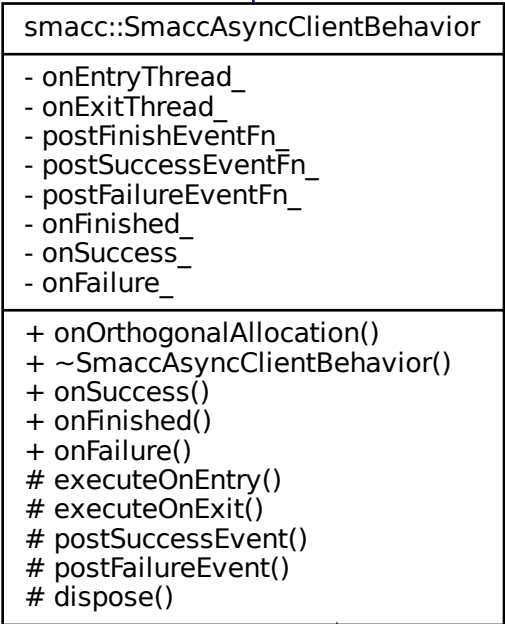 smacc::SmaccAsyncClientBehavior
- onEntryThread_
- onExitThread_
- postFinishEventFn_
- postSuccessEventFn_
- postFailureEventFn_
- onFinished_
- onSuccess_
- onFailure_
+ onOrthogonalAllocation()
+ ~SmaccAsyncClientBehavior()
+ onSuccess()
+ onFinished()
+ onFailure()
# executeOnEntry()
# executeOnExit()
# postSuccessEvent()
# postFailureEvent()
# dispose()